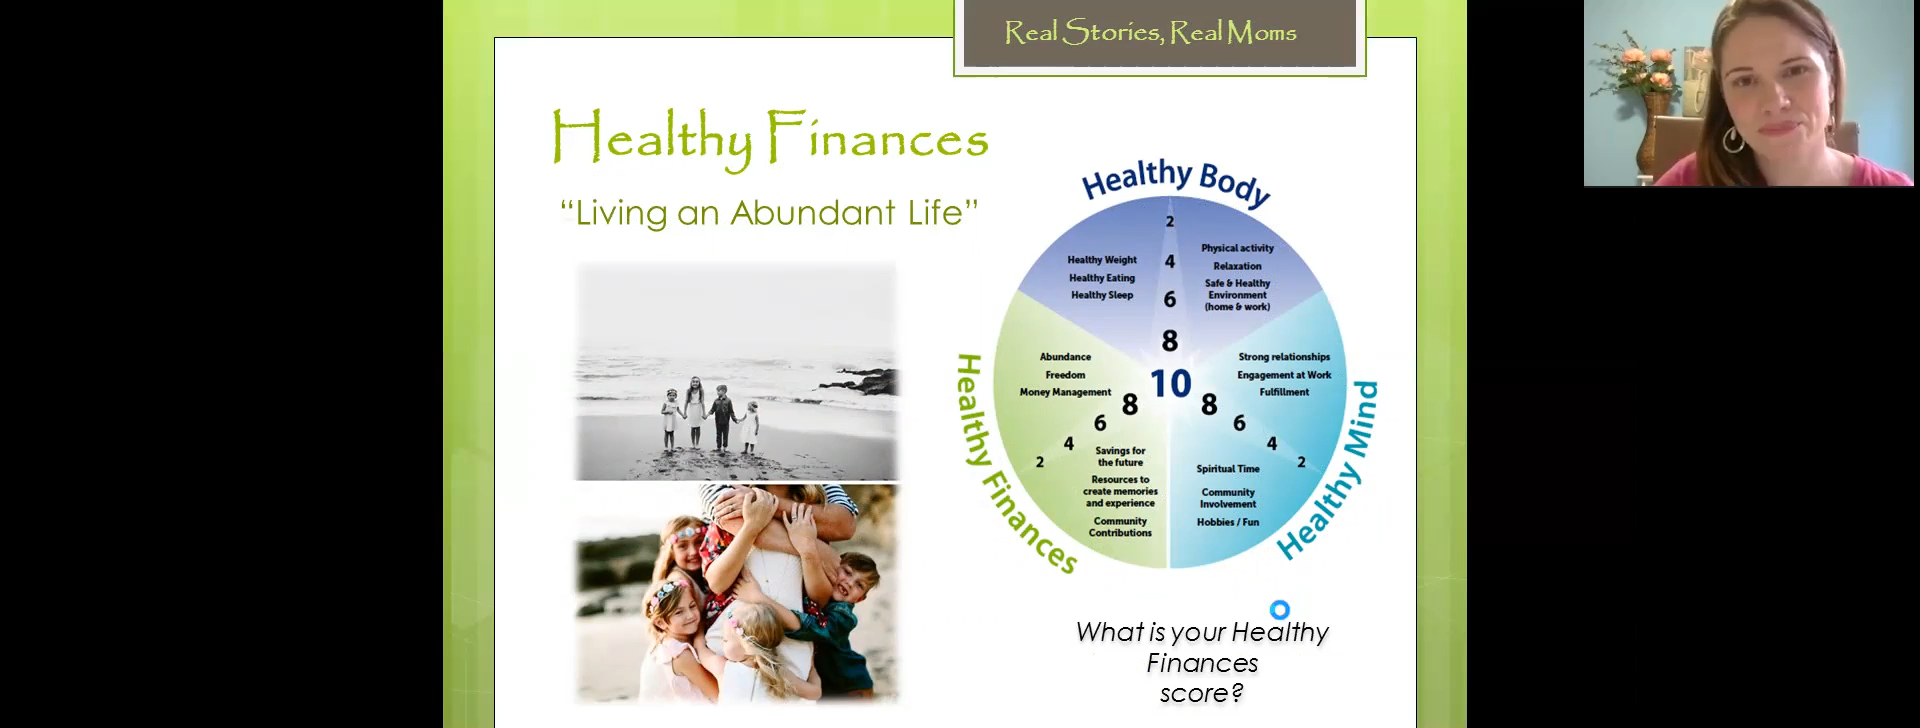 Real Stories, Real Moms
Healthy Finances
“Living an Abundant Life”
Healthy Body
2
4
6
8
10
Healthy Weight
Healthy Eating
Healthy Sleep
Physical activity
Relaxation
Safe & Healthy
Environment
(home & work)
Healthy Finances
Abundance
Freedom
Money Management
8
6
4
2
Savings for
the future
Resources to
create memories
and experience
Community
Contributions
Healthy Mind
Strong relationships
Engagement at Work
Fulfillment
8
6
4
2
Spiritual Time
Community
Involvement
Hobbies / Fun
What is your Healthy
Finances
score?